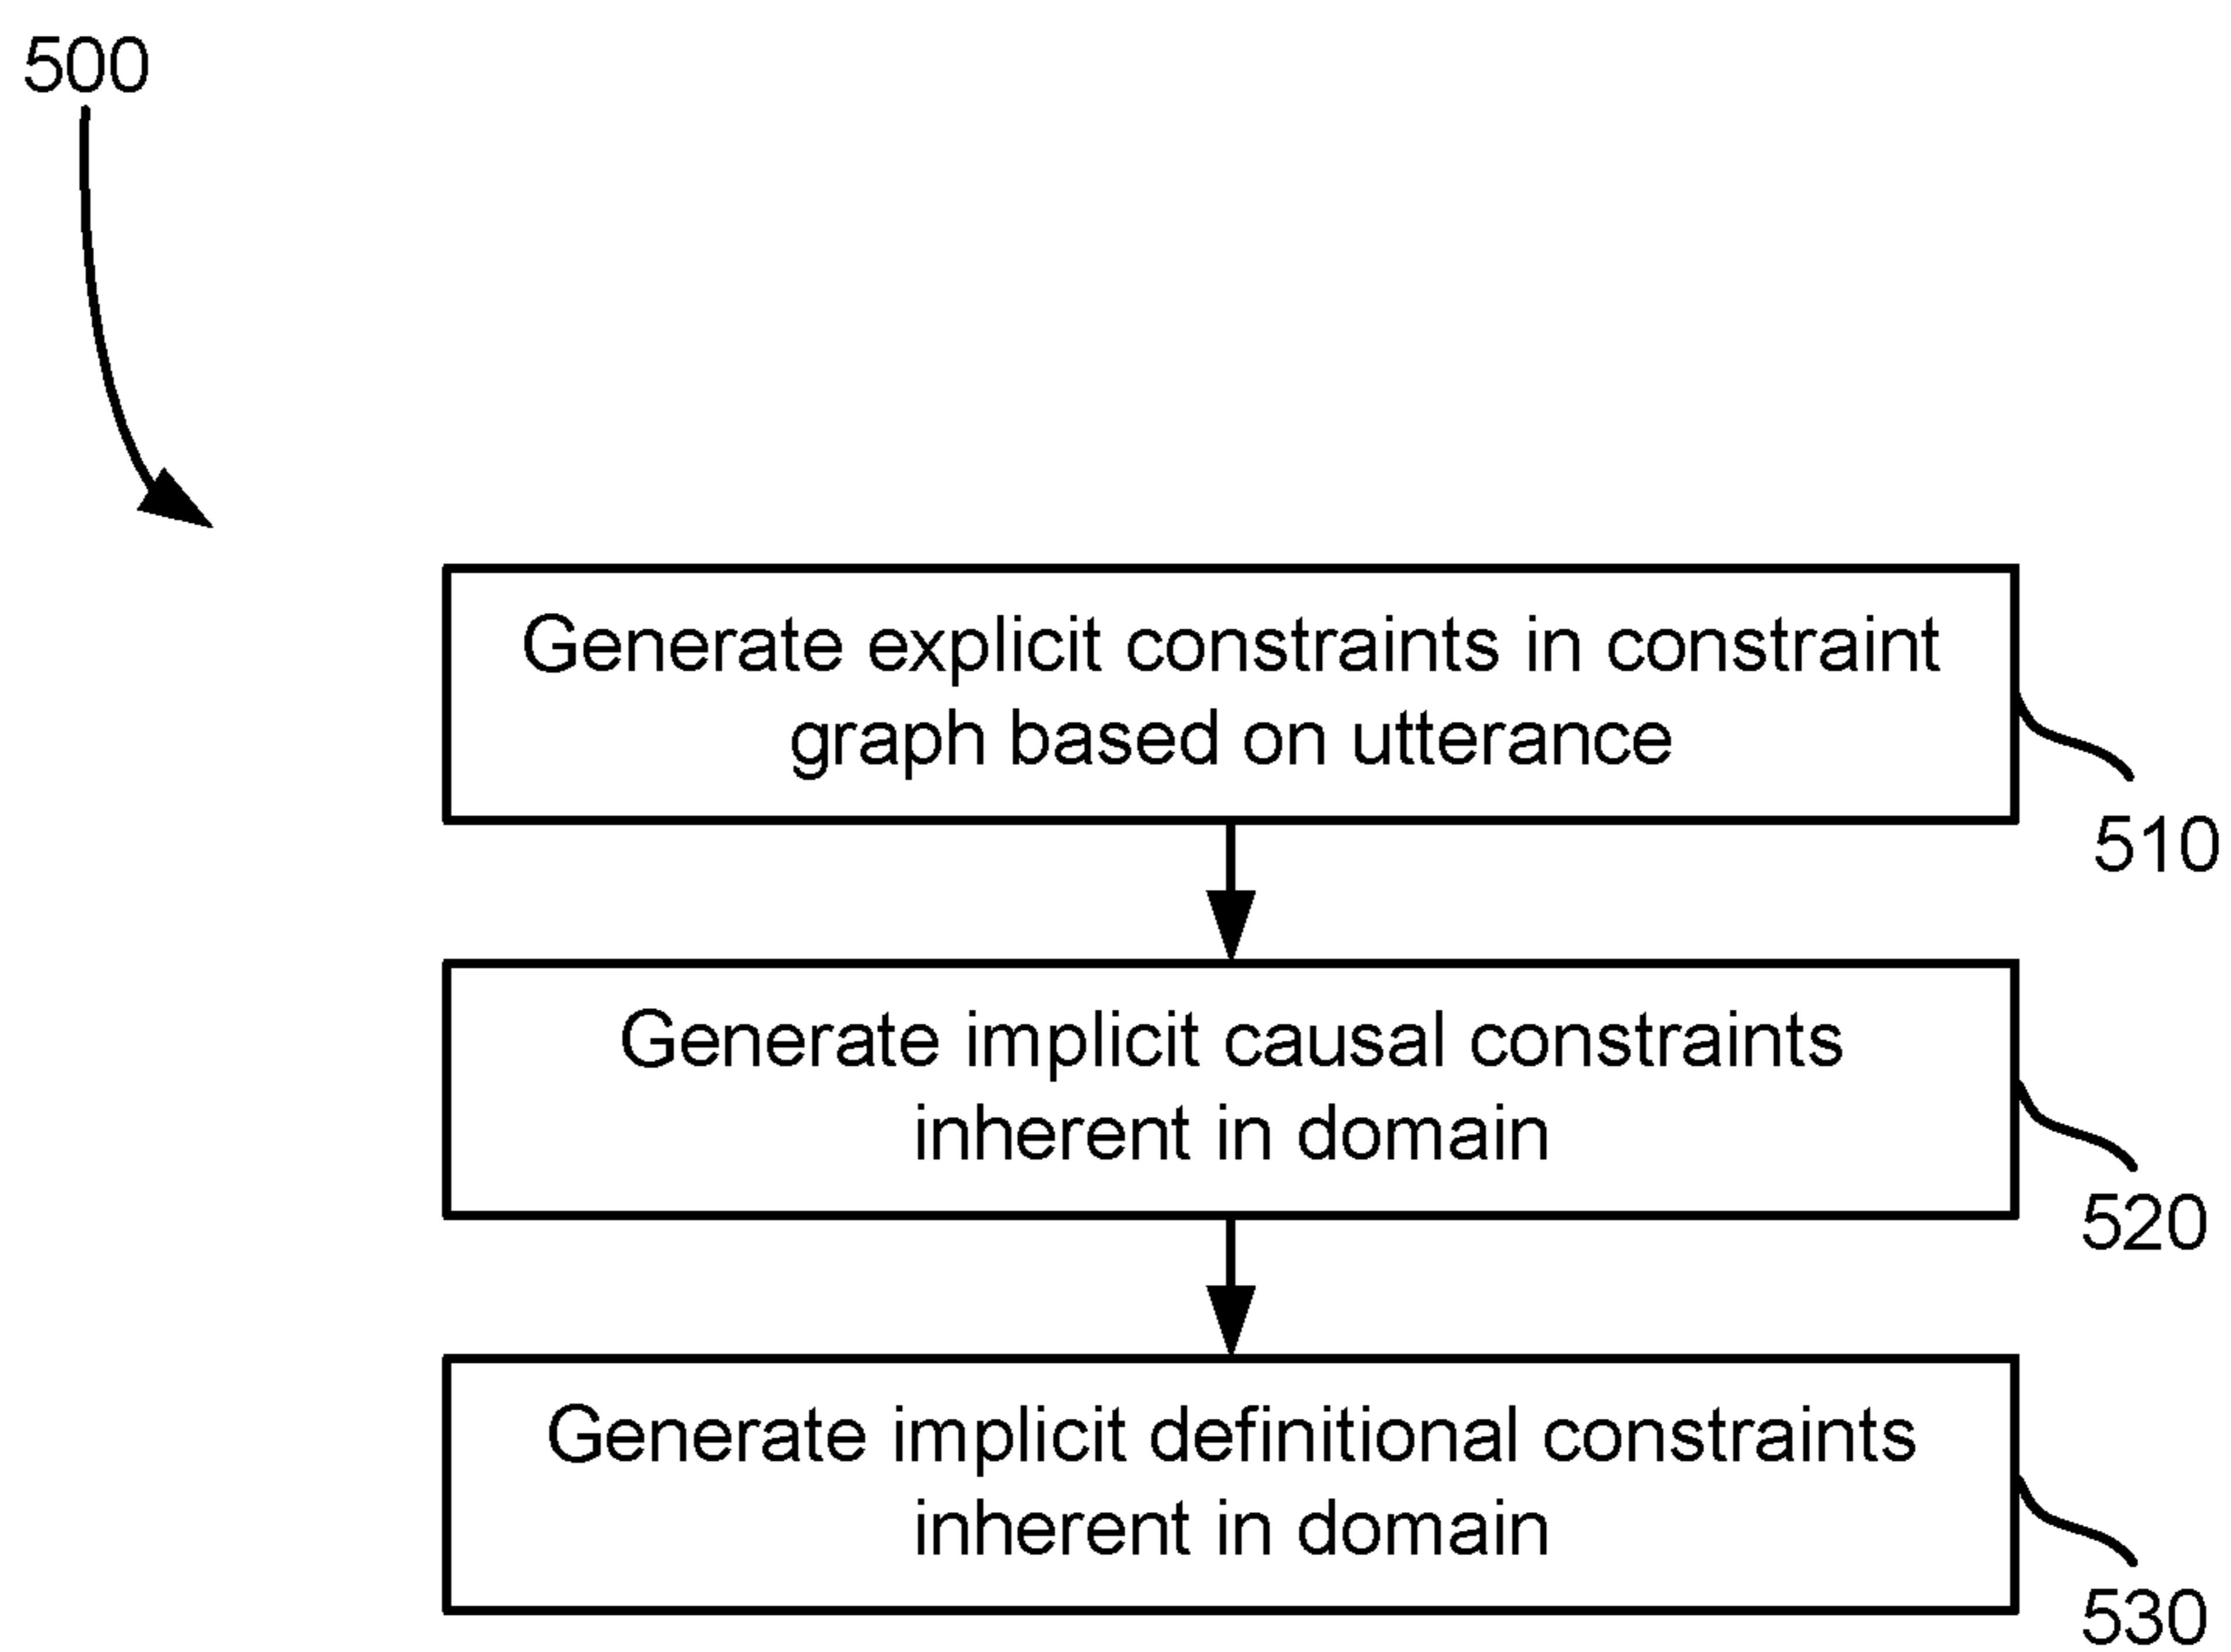 500
Generate explicit constraints in constraint
graph based on utterance
510
Generate implicit causal constraints
inherent in domain
520
Generate implicit definitional constraints
inherent in domain
530